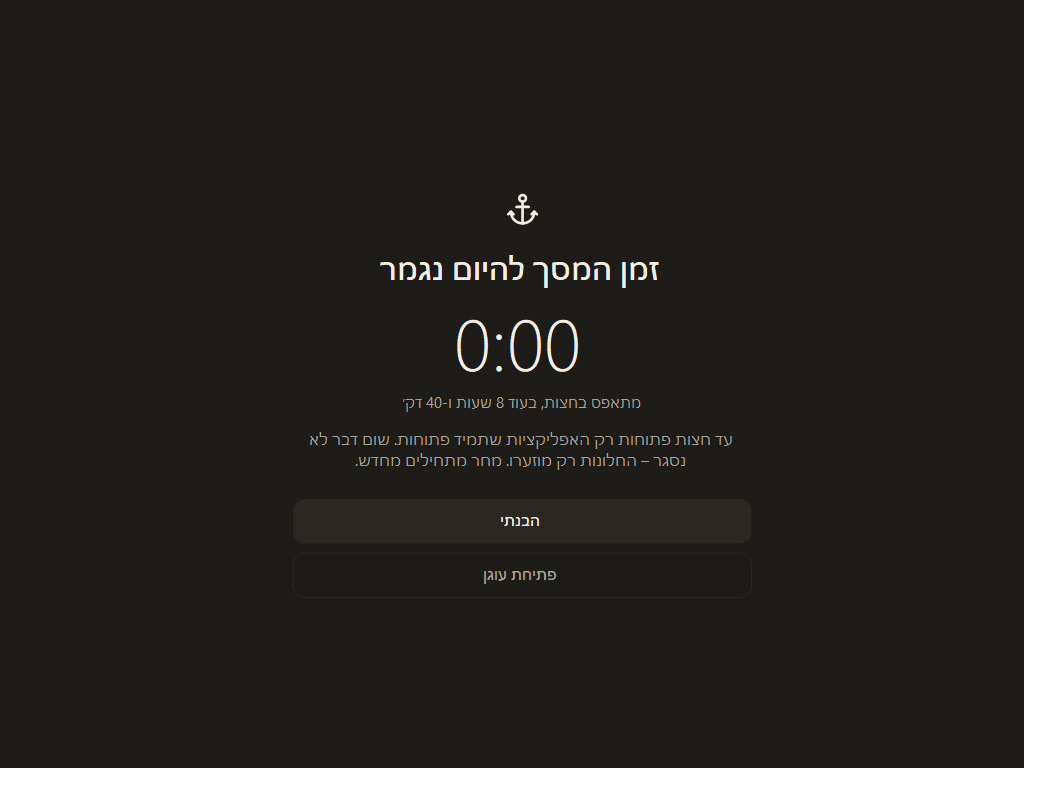 זמן המסך להיום נגמר
0:00
מתאפס בחצות, בעוד 8 שעות ו-40 דק׳
עד חצות פתוחות רק האפליקציות שתמיד פתוחות. שום דבר לא
נסגר – החלונות רק מוזערו. מחר מתחילים מחדש.
הבנתי
פתיחת עוגן